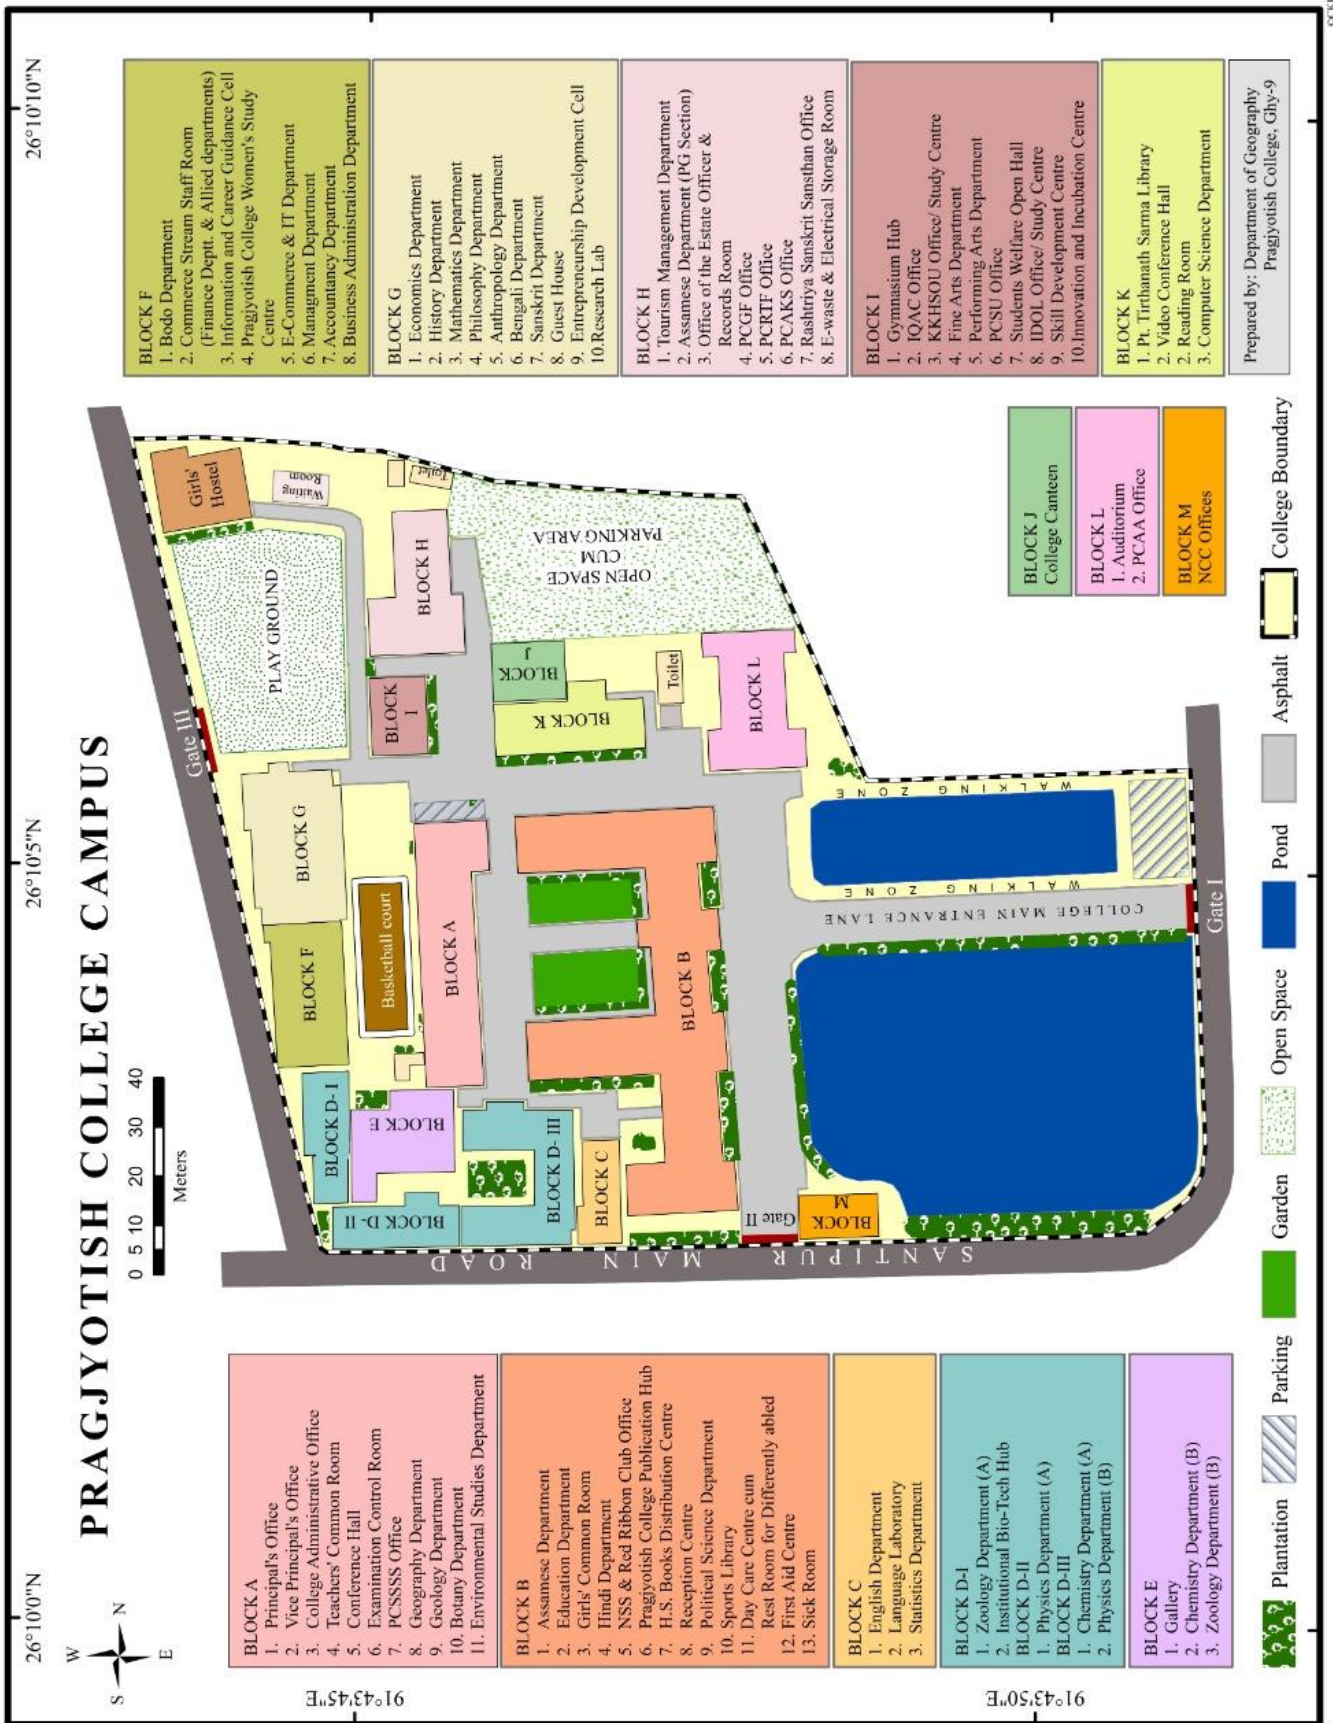 PRAGJYOTISH COLLEGE CAMPUS
26°10'0"N
26°10'5"N
26°10'10"N
91°43'45"E
91°43'50"E
W
N
S
E
0 5 10 20 30 40
Meters
BLOCK A
1. Principal's Office
2. Vice Principal's Office
3. College Administrative Office
4. Teachers' Common Room
5. Conference Hall
6. Examination Control Room
7. PCSSSS Office
8. Geography Department
9. Geology Department
10. Botany Department
11. Environmental Studies Department
BLOCK B
1. Assamese Department
2. Education Department
3. Girls' Common Room
4. Hindi Department
5. NSS & Red Ribbon Club Office
6. Pragjyotish College Publication Hub
7. H.S. Books Distribution Centre
8. Reception Centre
9. Political Science Department
10. Sports Library
11. Day Care Centre cum
Rest Room for Differently abled
12. First Aid Centre
13. Sick Room
BLOCK C
1. English Department
2. Language Laboratory
3. Statistics Department
BLOCK D-I
1. Zoology Department (A)
2. Institutional Bio-Tech Hub
BLOCK D-II
1. Physics Department (A)
BLOCK D-III
1. Chemistry Department (A)
2. Physics Department (B)
BLOCK E
1. Gallery
2. Chemistry Department (B)
3. Zoology Department (B)
Gate III
PLAY GROUND
Girls'
Hostel
Waiting
Room
Toilet
BLOCK G
BLOCK F
BLOCK D- I
BLOCK E
BLOCK D- II
BLOCK D- III
BLOCK C
Basketball court
BLOCK A
BLOCK I
BLOCK H
BLOCK J
BLOCK K
Toilet
OPEN SPACE
CUM
PARKING AREA
BLOCK L
BLOCK B
Gate II
BLOCK M
SANTIPUR MAIN ROAD
COLLEGE MAIN ENTRANCE LANE
WALKING ZONE
WALKING ZONE
Gate I
BLOCK F
1. Bodo Department
2. Commerce Stream Staff Room
(Finance Deptt. & Allied departments)
3. Information and Career Guidance Cell
4. Pragjyotish College Women's Study
Centre
5. E-Commerce & IT Department
6. Managment Department
7. Accountancy Department
8. Business Administration Department
BLOCK G
1. Economics Department
2. History Department
3. Mathematics Department
4. Philosophy Department
5. Anthropology Department
6. Bengali Department
7. Sanskrit Department
8. Guest House
9. Entrepreneurship Development Cell
10.Research Lab
BLOCK H
1. Tourism Management Department
2. Assamese Department (PG Section)
3. Office of the Estate Officer &
Records Room
4. PCGF Office
5. PCRTF Office
6. PCAKS Office
7. Rashtriya Sanskrit Sansthan Office
8. E-waste & Electrical Storage Room
BLOCK I
1. Gymnasium Hub
2. IQAC Office
3. KKHSOU Office/ Study Centre
4. Fine Arts Department
5. Performing Arts Department
6. PCSU Office
7. Students Welfare Open Hall
8. IDOL Office/ Study Centre
9. Skill Development Centre
10.Innovation and Incubation Centre
BLOCK K
1. Pt. Tirthanath Sarma Library
2. Video Conference Hall
2. Reading Room
3. Computer Science Department
BLOCK J
College Canteen
BLOCK L
1. Auditorium
2. PCAA Office
BLOCK M
NCC Offices
Prepared by: Department of Geography
Pragjyotish College, Ghy-9
Plantation
Parking
Garden
Open Space
Pond
Asphalt
College Boundary